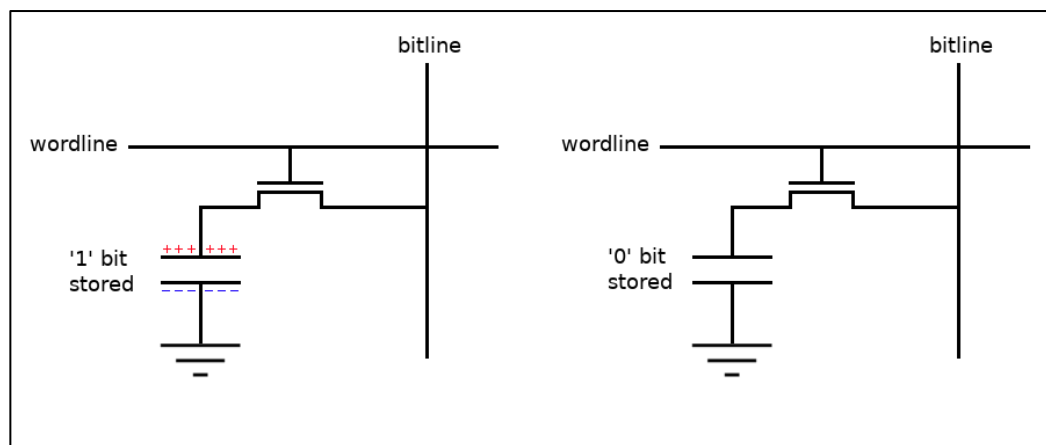 bitline
wordline
+++ +++
'1' bit
stored
bitline
wordline
'0' bit
stored